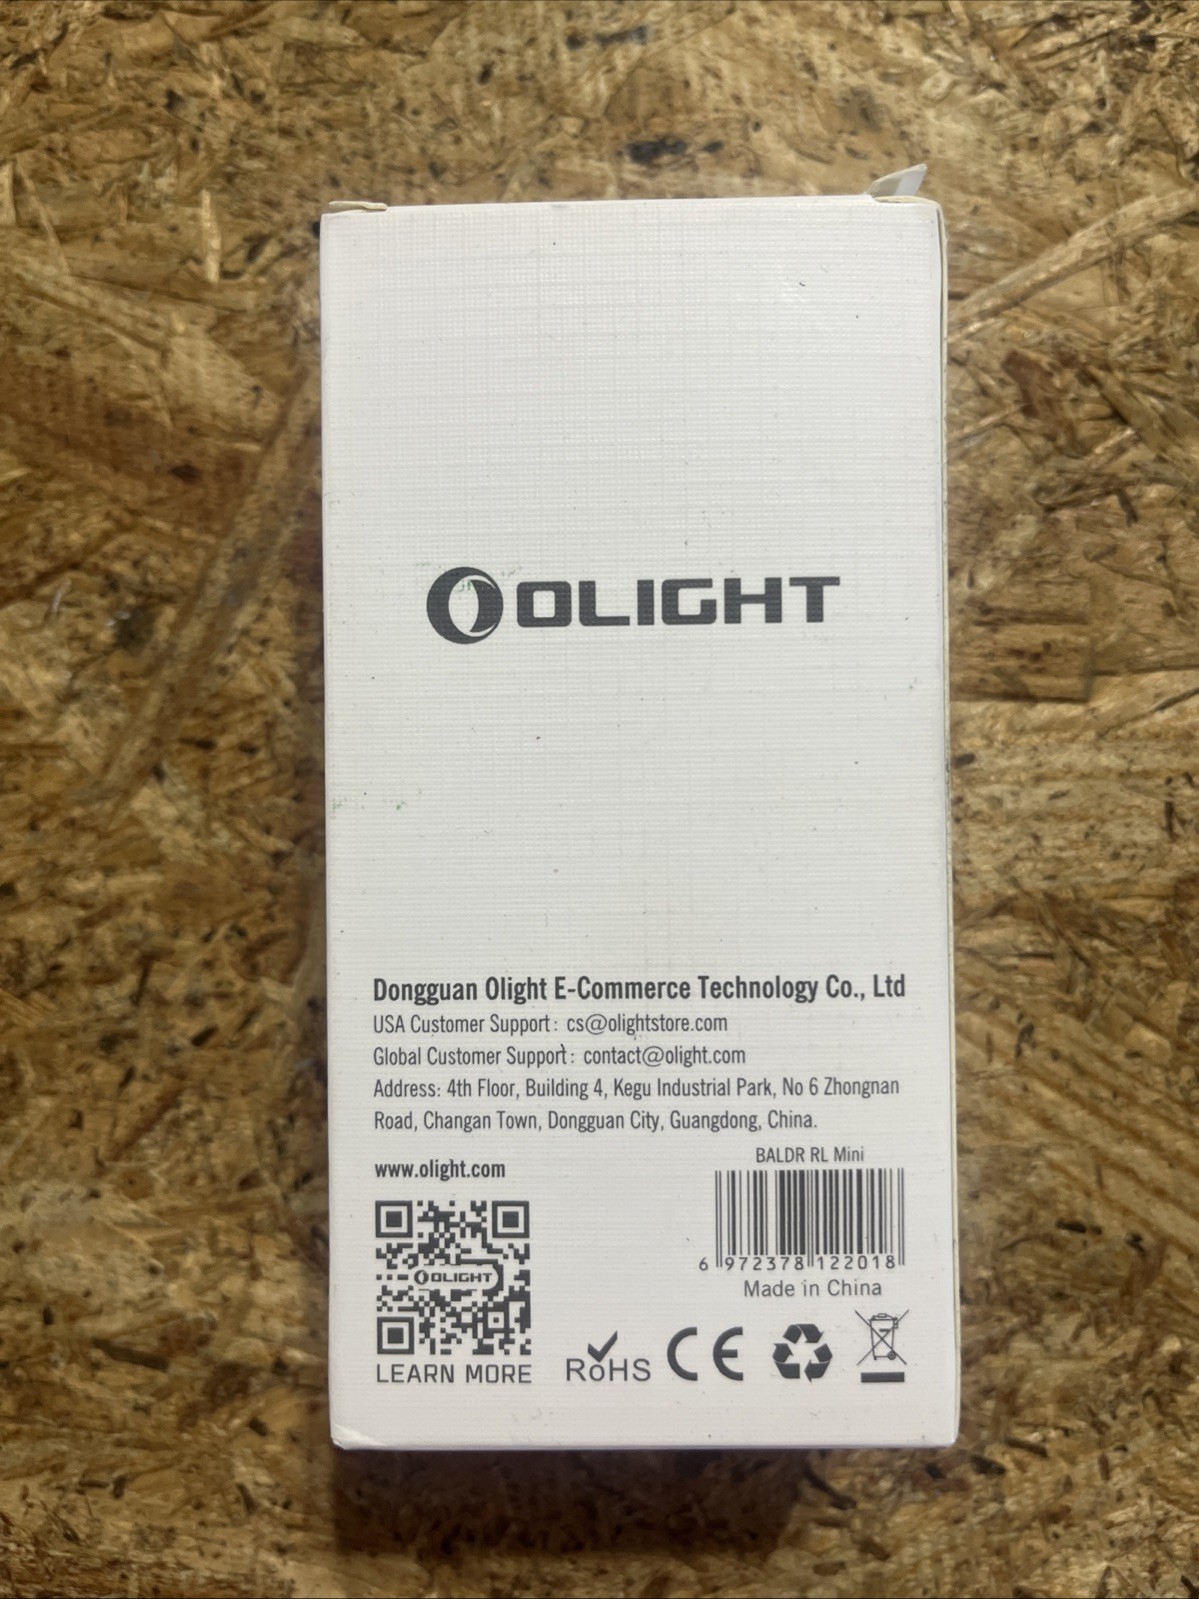 OLIGHT
Dongguan Olight E-Commerce Technology Co., Ltd
USA Customer Support: cs@olightstore.com
Global Customer Support: contact@olight.com
Address: 4th Floor, Building 4, Kegu Industrial Park, No 6 Zhongnan
Road, Changan Town, Dongguan City, Guangdong, China.
www.olight.com
BALDR RL Mini
6 972378 122018
Made in China
OLIGHT
LEARN MORE
RoHS
CE